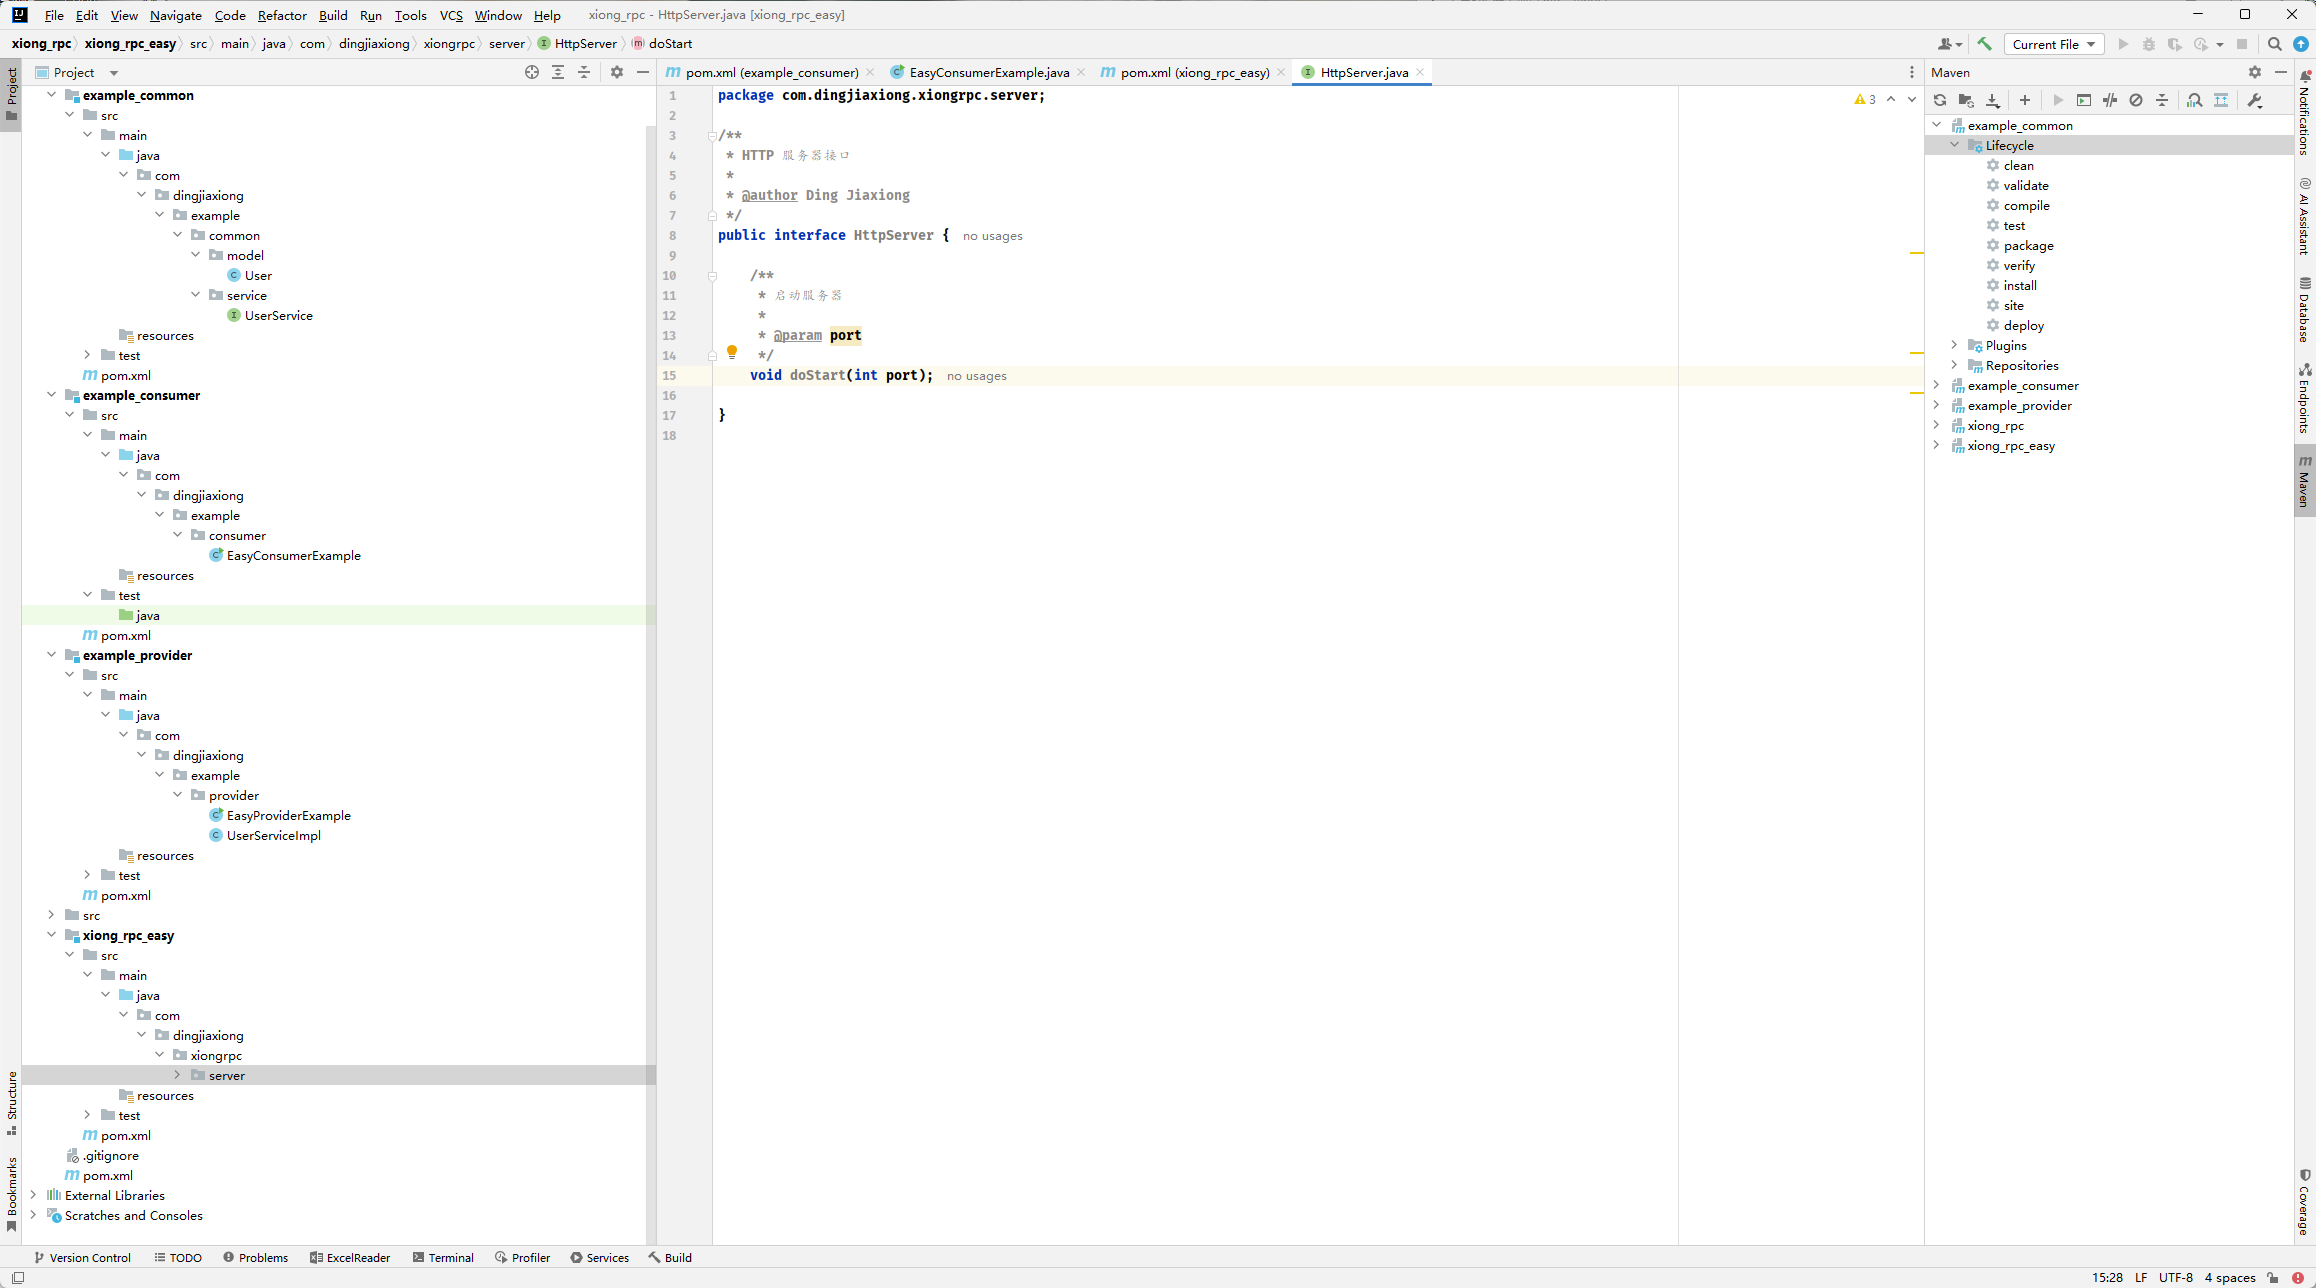 File Edit View Navigate Code Refactor Build Run Tools VCS Window Help xiong_rpc - HttpServer.java [xiong_rpc_easy]
xiong_rpc xiong_rpc_easy src main java com dingjiaxiong xiongrpc server HttpServer doStart Current File
Project
pom.xml (example_consumer) EasyConsumerExample.java pom.xml (xiong_rpc_easy) HttpServer.java
Maven
Project
Structure
Bookmarks
example_common
src
main
java
com
dingjiaxiong
example
common
model
User
service
UserService
resources
test
pom.xml
example_consumer
src
main
java
com
dingjiaxiong
example
consumer
EasyConsumerExample
resources
test
java
pom.xml
example_provider
src
main
java
com
dingjiaxiong
example
provider
EasyProviderExample
UserServiceImpl
resources
test
pom.xml
src
xiong_rpc_easy
src
main
java
com
dingjiaxiong
xiongrpc
server
resources
test
pom.xml
.gitignore
pom.xml
External Libraries
Scratches and Consoles
1 package com.dingjiaxiong.xiongrpc.server;
2
3 /**
4 * HTTP 服务器接口
5 *
6 * @author Ding Jiaxiong
7 */
8 public interface HttpServer { no usages
9
10 /**
11 * 启动服务器
12 *
13 * @param port
14 */
15 void doStart(int port); no usages
16
17 }
18
3
example_common
Lifecycle
clean
validate
compile
test
package
verify
install
site
deploy
Plugins
Repositories
example_consumer
example_provider
xiong_rpc
xiong_rpc_easy
Notifications
AI Assistant
Database
Endpoints
Maven
Coverage
Version Control TODO Problems ExcelReader Terminal Profiler Services Build
15:28 LF UTF-8 4 spaces